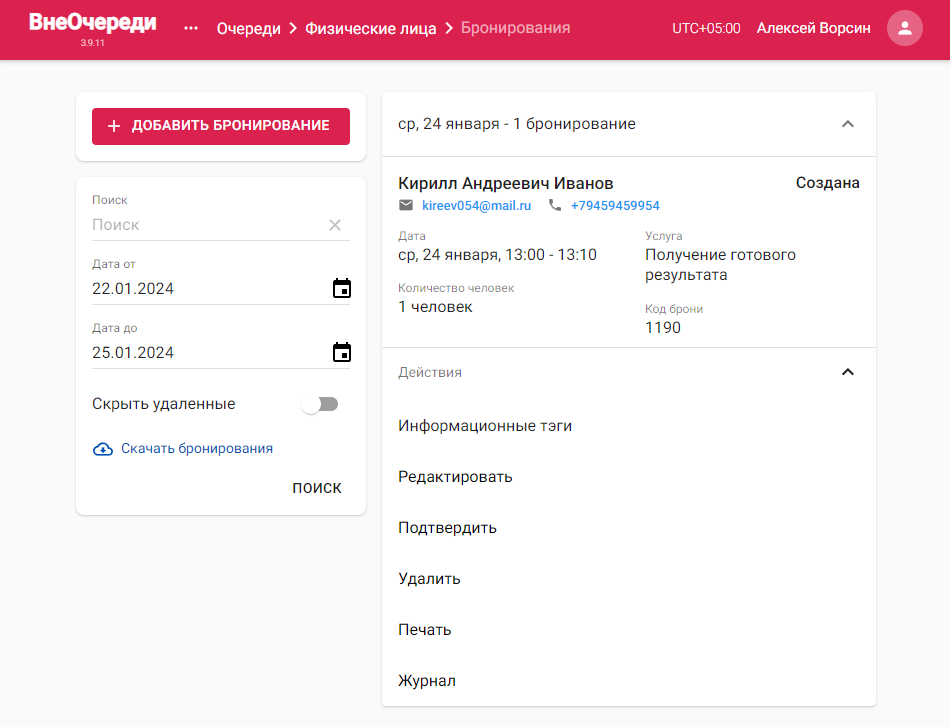 ВнеОчереди
3.9.11
••• Очереди > Физические лица > Бронирования
UTC+05:00 Алексей Ворсин
+ ДОБАВИТЬ БРОНИРОВАНИЕ
Поиск
Поиск
Дата от
22.01.2024
Дата до
25.01.2024
Скрыть удаленные
Скачать бронирования
ПОИСК
ср, 24 января - 1 бронирование
Кирилл Андреевич Иванов
Создана
kireev054@mail.ru +79459459954
Дата
ср, 24 января, 13:00 - 13:10
Количество человек
1 человек
Услуга
Получение готового
результата
Код брони
1190
Действия
Информационные тэги
Редактировать
Подтвердить
Удалить
Печать
Журнал